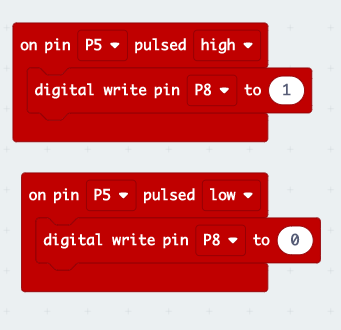 on pin P5 pulsed high
digital write pin P8 to 1
on pin P5 pulsed low
digital write pin P8 to 0